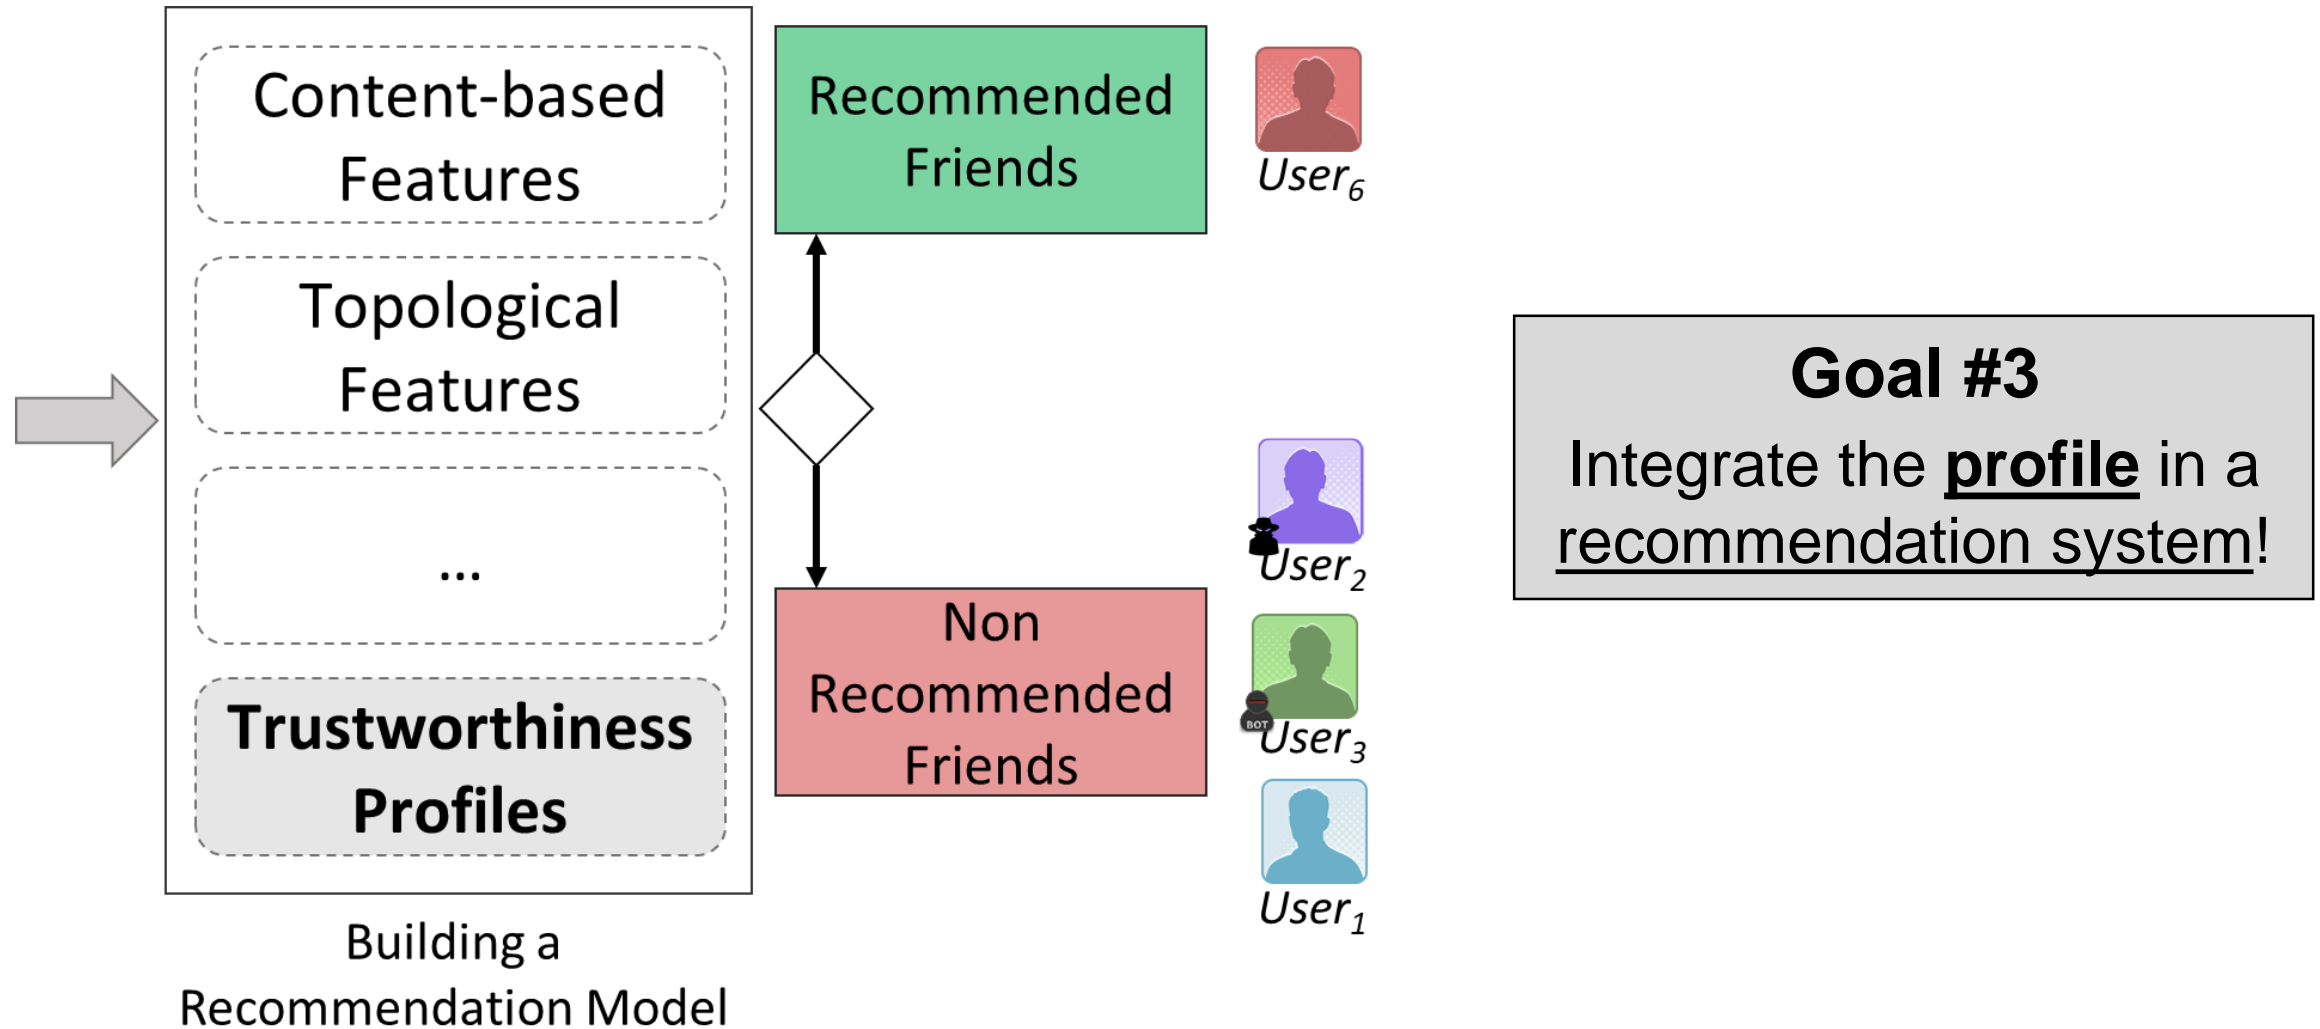 Content-based
Features
Topological
Features
...
Trustworthiness
Profiles
Building a
Recommendation Model
Recommended
Friends
Non
Recommended
Friends
User₆
User₂
BOT
User₃
User₁
Goal #3
Integrate the profile in a
recommendation system!